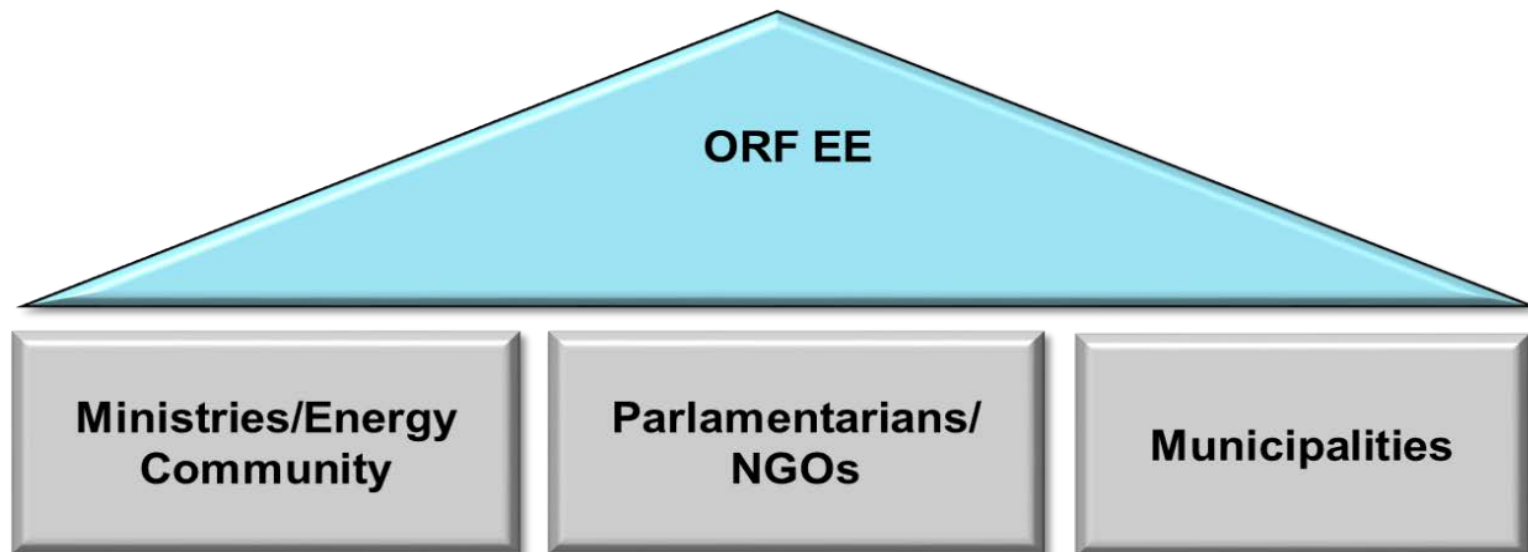 ORF EE
Ministries/Energy
Community
Parlamentarians/
NGOs
Municipalities